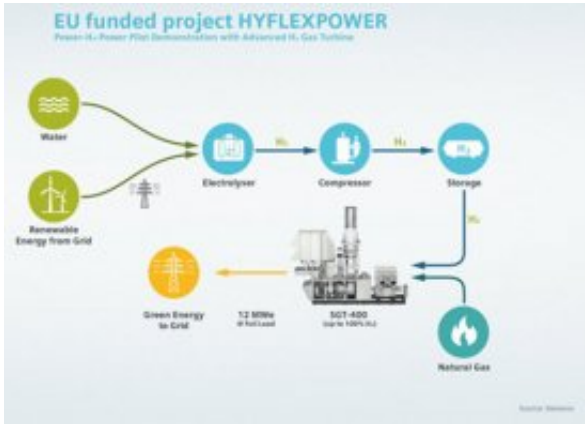 EU funded project HYFLEXPOWER
Power-H₂-Power Pilot Demonstration with Advanced H₂ Gas Turbine
Water
Renewable
Energy from Grid
Electrolyser
H₂
Compressor
H₂
Storage
H₂
H₂
Green Energy
to Grid
12 MWe
@ Full Load
SGT-400
(up to 100% H₂)
Natural Gas
Source: Siemens